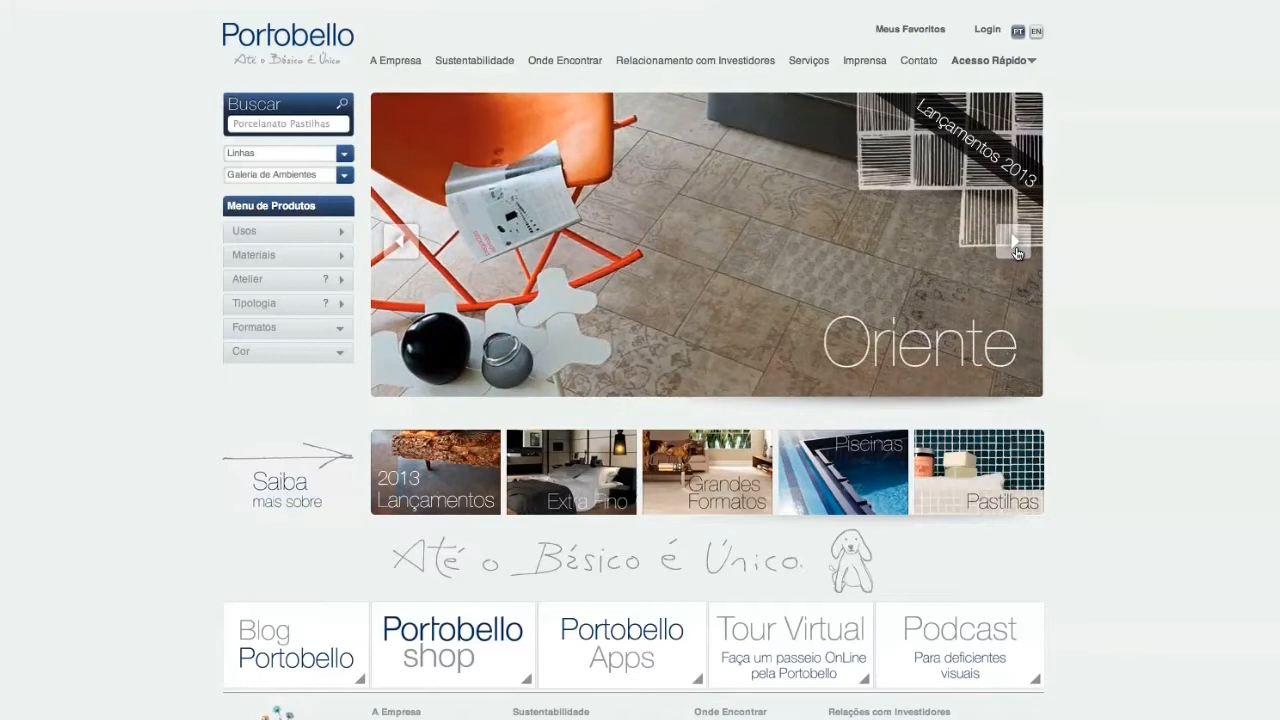 Portobello
Até o Básico é Único
Meus Favoritos
Login
PT
EN
A Empresa
Sustentabilidade
Onde Encontrar
Relacionamento com Investidores
Serviços
Imprensa
Contato
Acesso Rápido
Buscar
Porcelanato Pastilhas
Linhas
Galeria de Ambientes
Menu de Produtos
Usos
Materiais
Atelier ?
Tipologia ?
Formatos
Cor
Lançamentos 2013
Oriente
Saiba
mais sobre
2013
Lançamentos
Extra Fino
Grandes
Formatos
Piscinas
Pastilhas
Até o Básico é Único.
Blog
Portobello
Portobello
shop
Portobello
Apps
Tour Virtual
Faça um passeio OnLine
pela Portobello
Podcast
Para deficientes
visuais
A Empresa
Sustentabilidade
Onde Encontrar
Relações com investidores